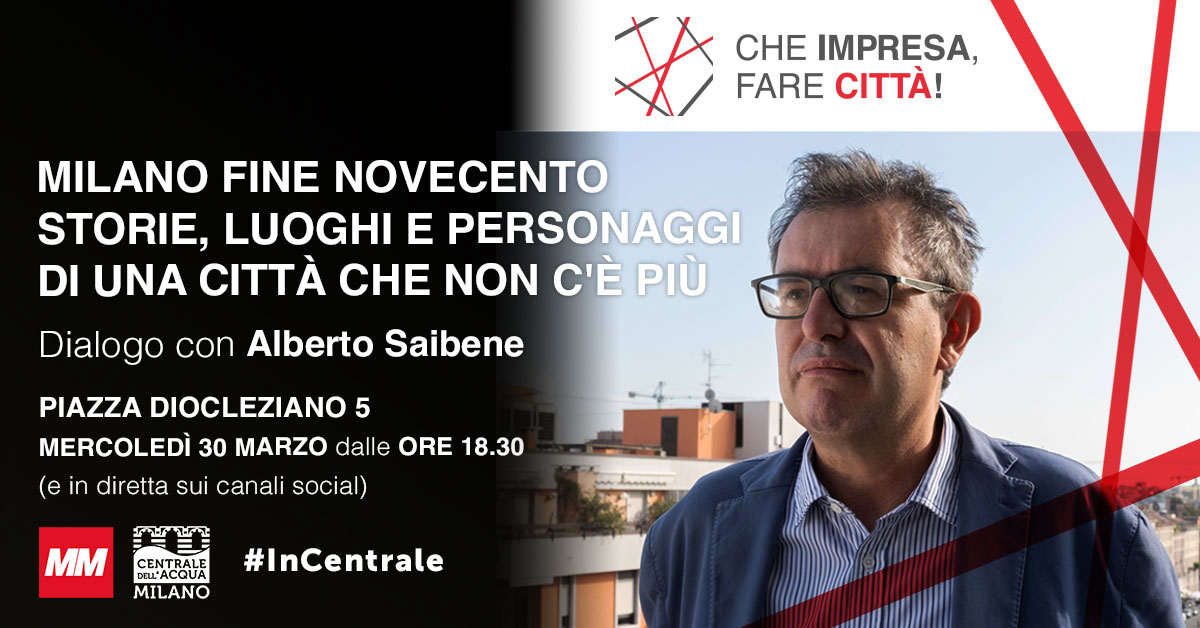 CHE IMPRESA,
FARE CITTÀ!
MILANO FINE NOVECENTO
STORIE, LUOGHI E PERSONAGGI
DI UNA CITTÀ CHE NON C'È PIÙ
Dialogo con Alberto Saibene
PIAZZA DIOCLEZIANO 5
MERCOLEDÌ 30 MARZO dalle ORE 18.30
(e in diretta sui canali social)
MM
CENTRALE
DELL'ACQUA
MILANO
#InCentrale